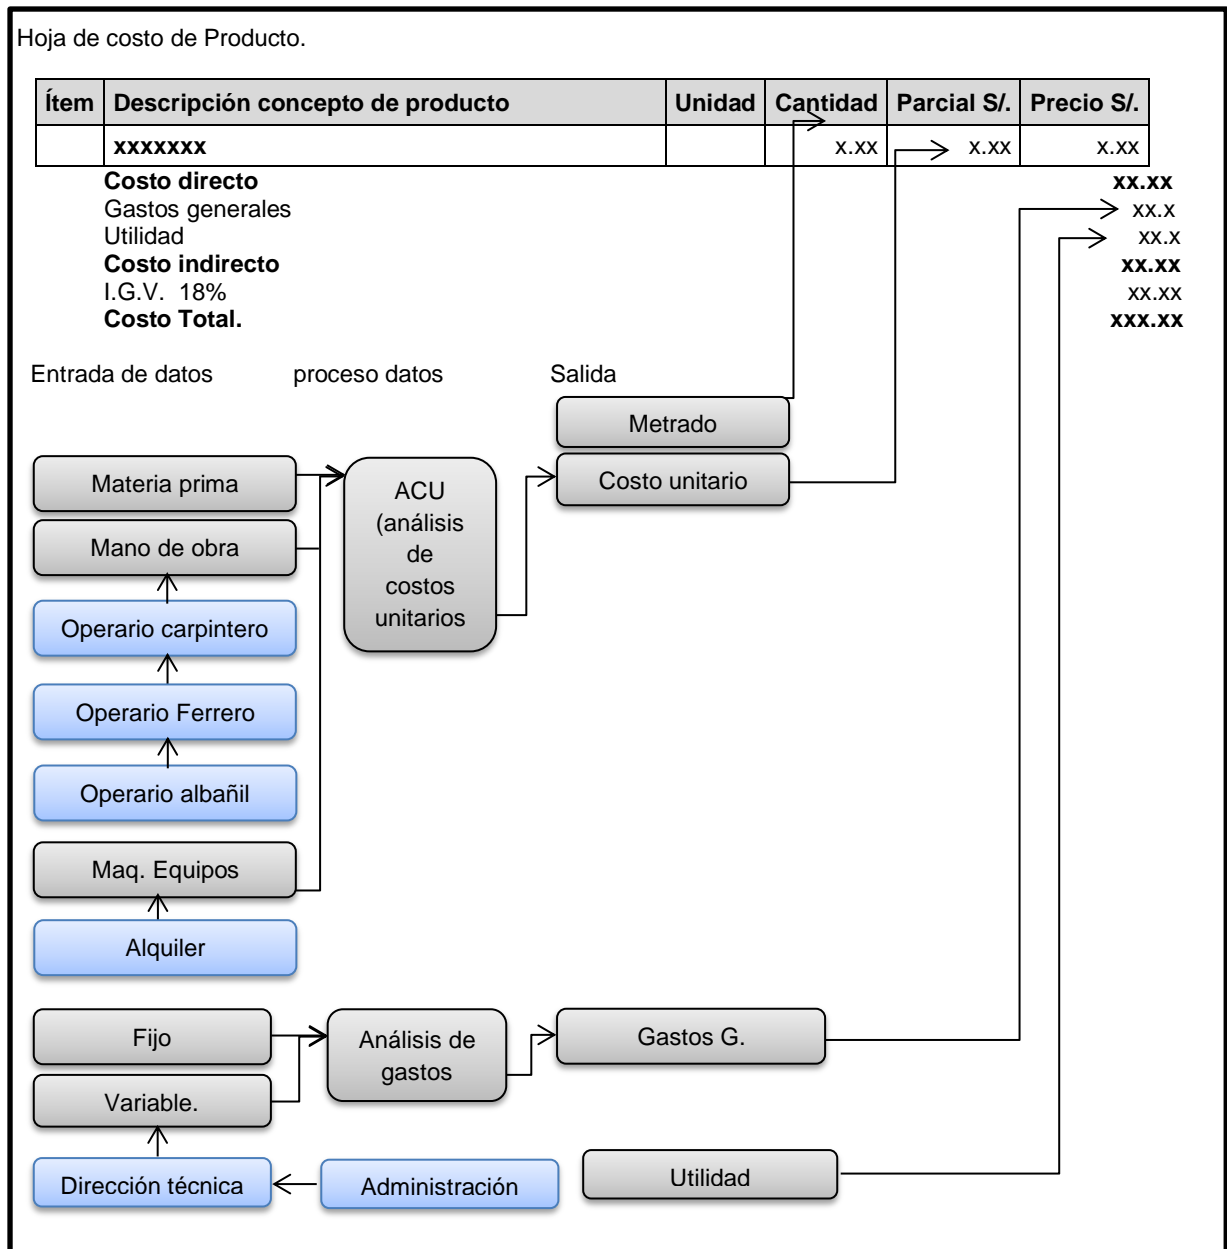 Hoja de costo de Producto.
Ítem Descripción concepto de producto Unidad Cantidad Parcial S/. Precio S/.
xxxxxxx x.xx x.xx x.xx
Costo directo xx.xx
Gastos generales xx.x
Utilidad xx.x
Costo indirecto xx.xx
I.G.V. 18% xx.xx
Costo Total. xxx.xx
Entrada de datos proceso datos Salida
Metrado
Materia prima
Costo unitario
ACU
(análisis
de
costos
unitarios
Mano de obra
Operario carpintero
Operario Ferrero
Operario albañil
Maq. Equipos
Alquiler
Fijo
Análisis de
gastos
Gastos G.
Variable.
Dirección técnica
Administración
Utilidad